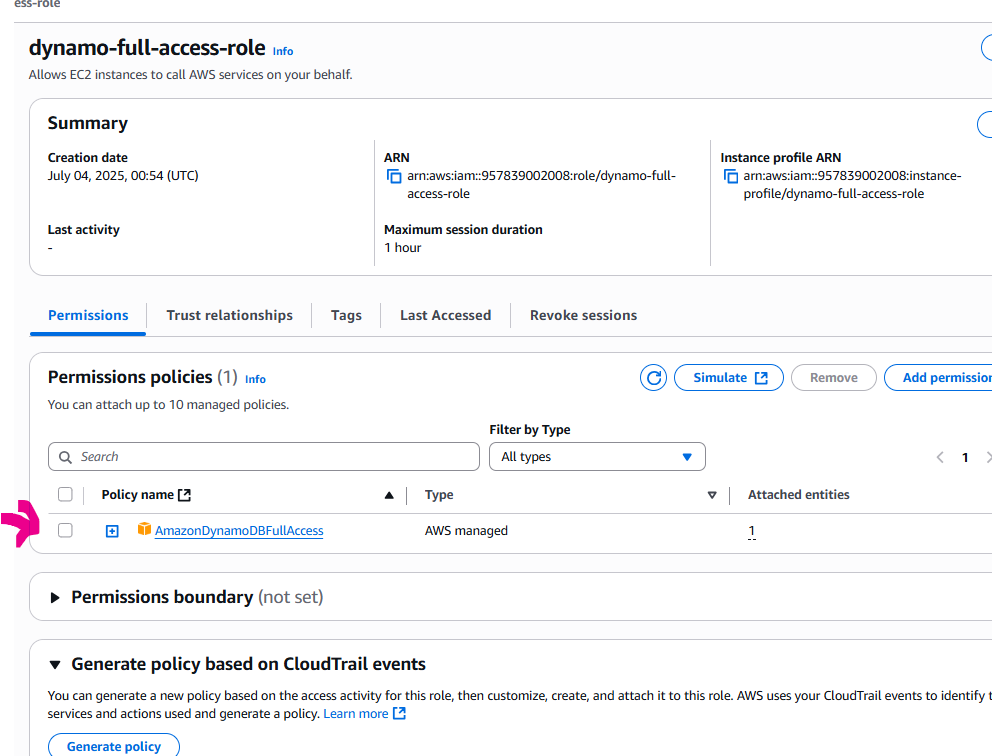 ess-role
dynamo-full-access-role Info
Allows EC2 instances to call AWS services on your behalf.
Summary
Creation date
July 04, 2025, 00:54 (UTC)
ARN
arn:aws:iam::957839002008:role/dynamo-full-
access-role
Instance profile ARN
arn:aws:iam::957839002008:instance-
profile/dynamo-full-access-role
Last activity
-
Maximum session duration
1 hour
Permissions
Trust relationships
Tags
Last Accessed
Revoke sessions
Permissions policies (1) Info
Simulate
Remove
Add permission
You can attach up to 10 managed policies.
Filter by Type
Search
All types
1
Policy name
Type
Attached entities
AmazonDynamoDBFullAccess
AWS managed
1
Permissions boundary (not set)
Generate policy based on CloudTrail events
You can generate a new policy based on the access activity for this role, then customize, create, and attach it to this role. AWS uses your CloudTrail events to identify t
services and actions used and generate a policy. Learn more
Generate policy